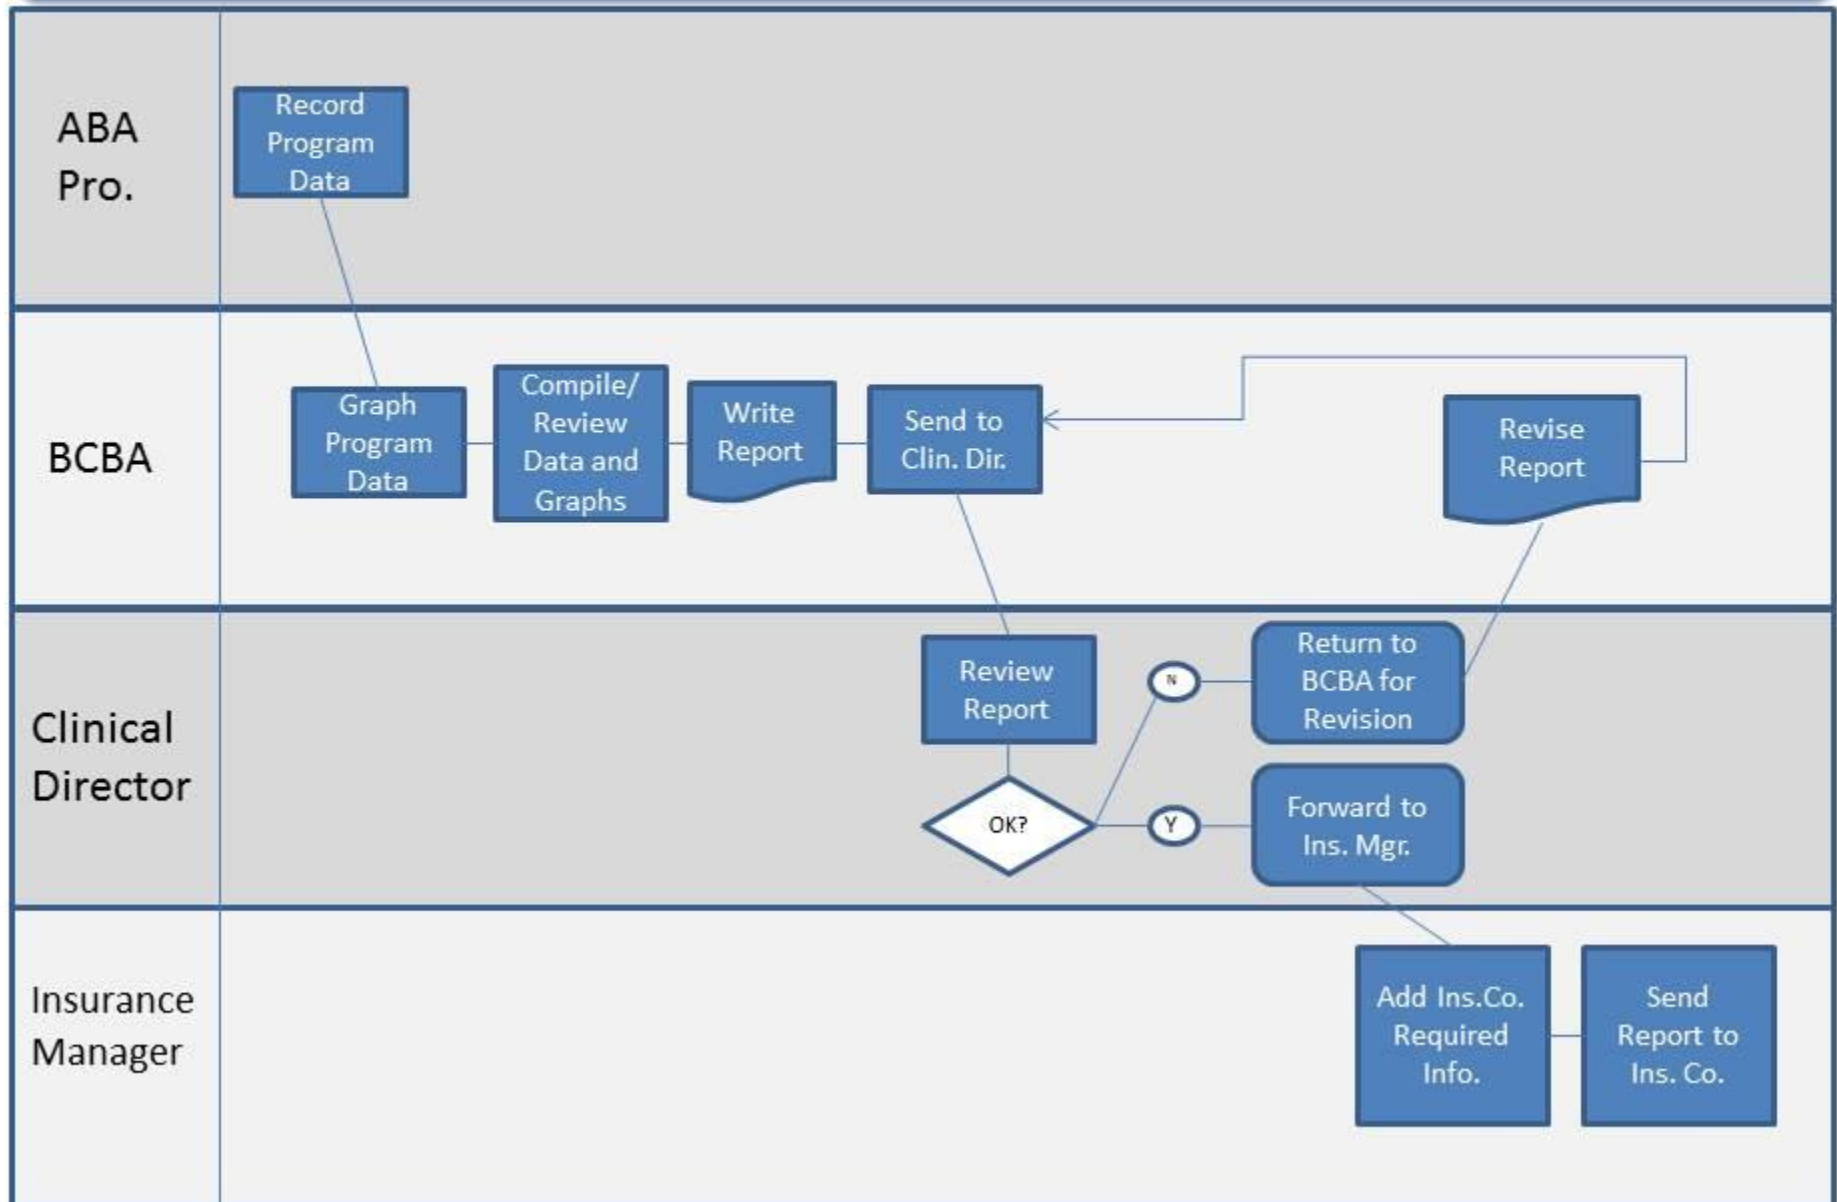 ABA
Pro.
Record
Program
Data
BCBA
Graph
Program
Data
Compile/
Review
Data and
Graphs
Write
Report
Send to
Clin. Dir.
Revise
Report
Clinical
Director
Review
Report
OK?
N
Return to
BCBA for
Revision
Y
Forward to
Ins. Mgr.
Insurance
Manager
Add Ins.Co.
Required
Info.
Send
Report to
Ins. Co.